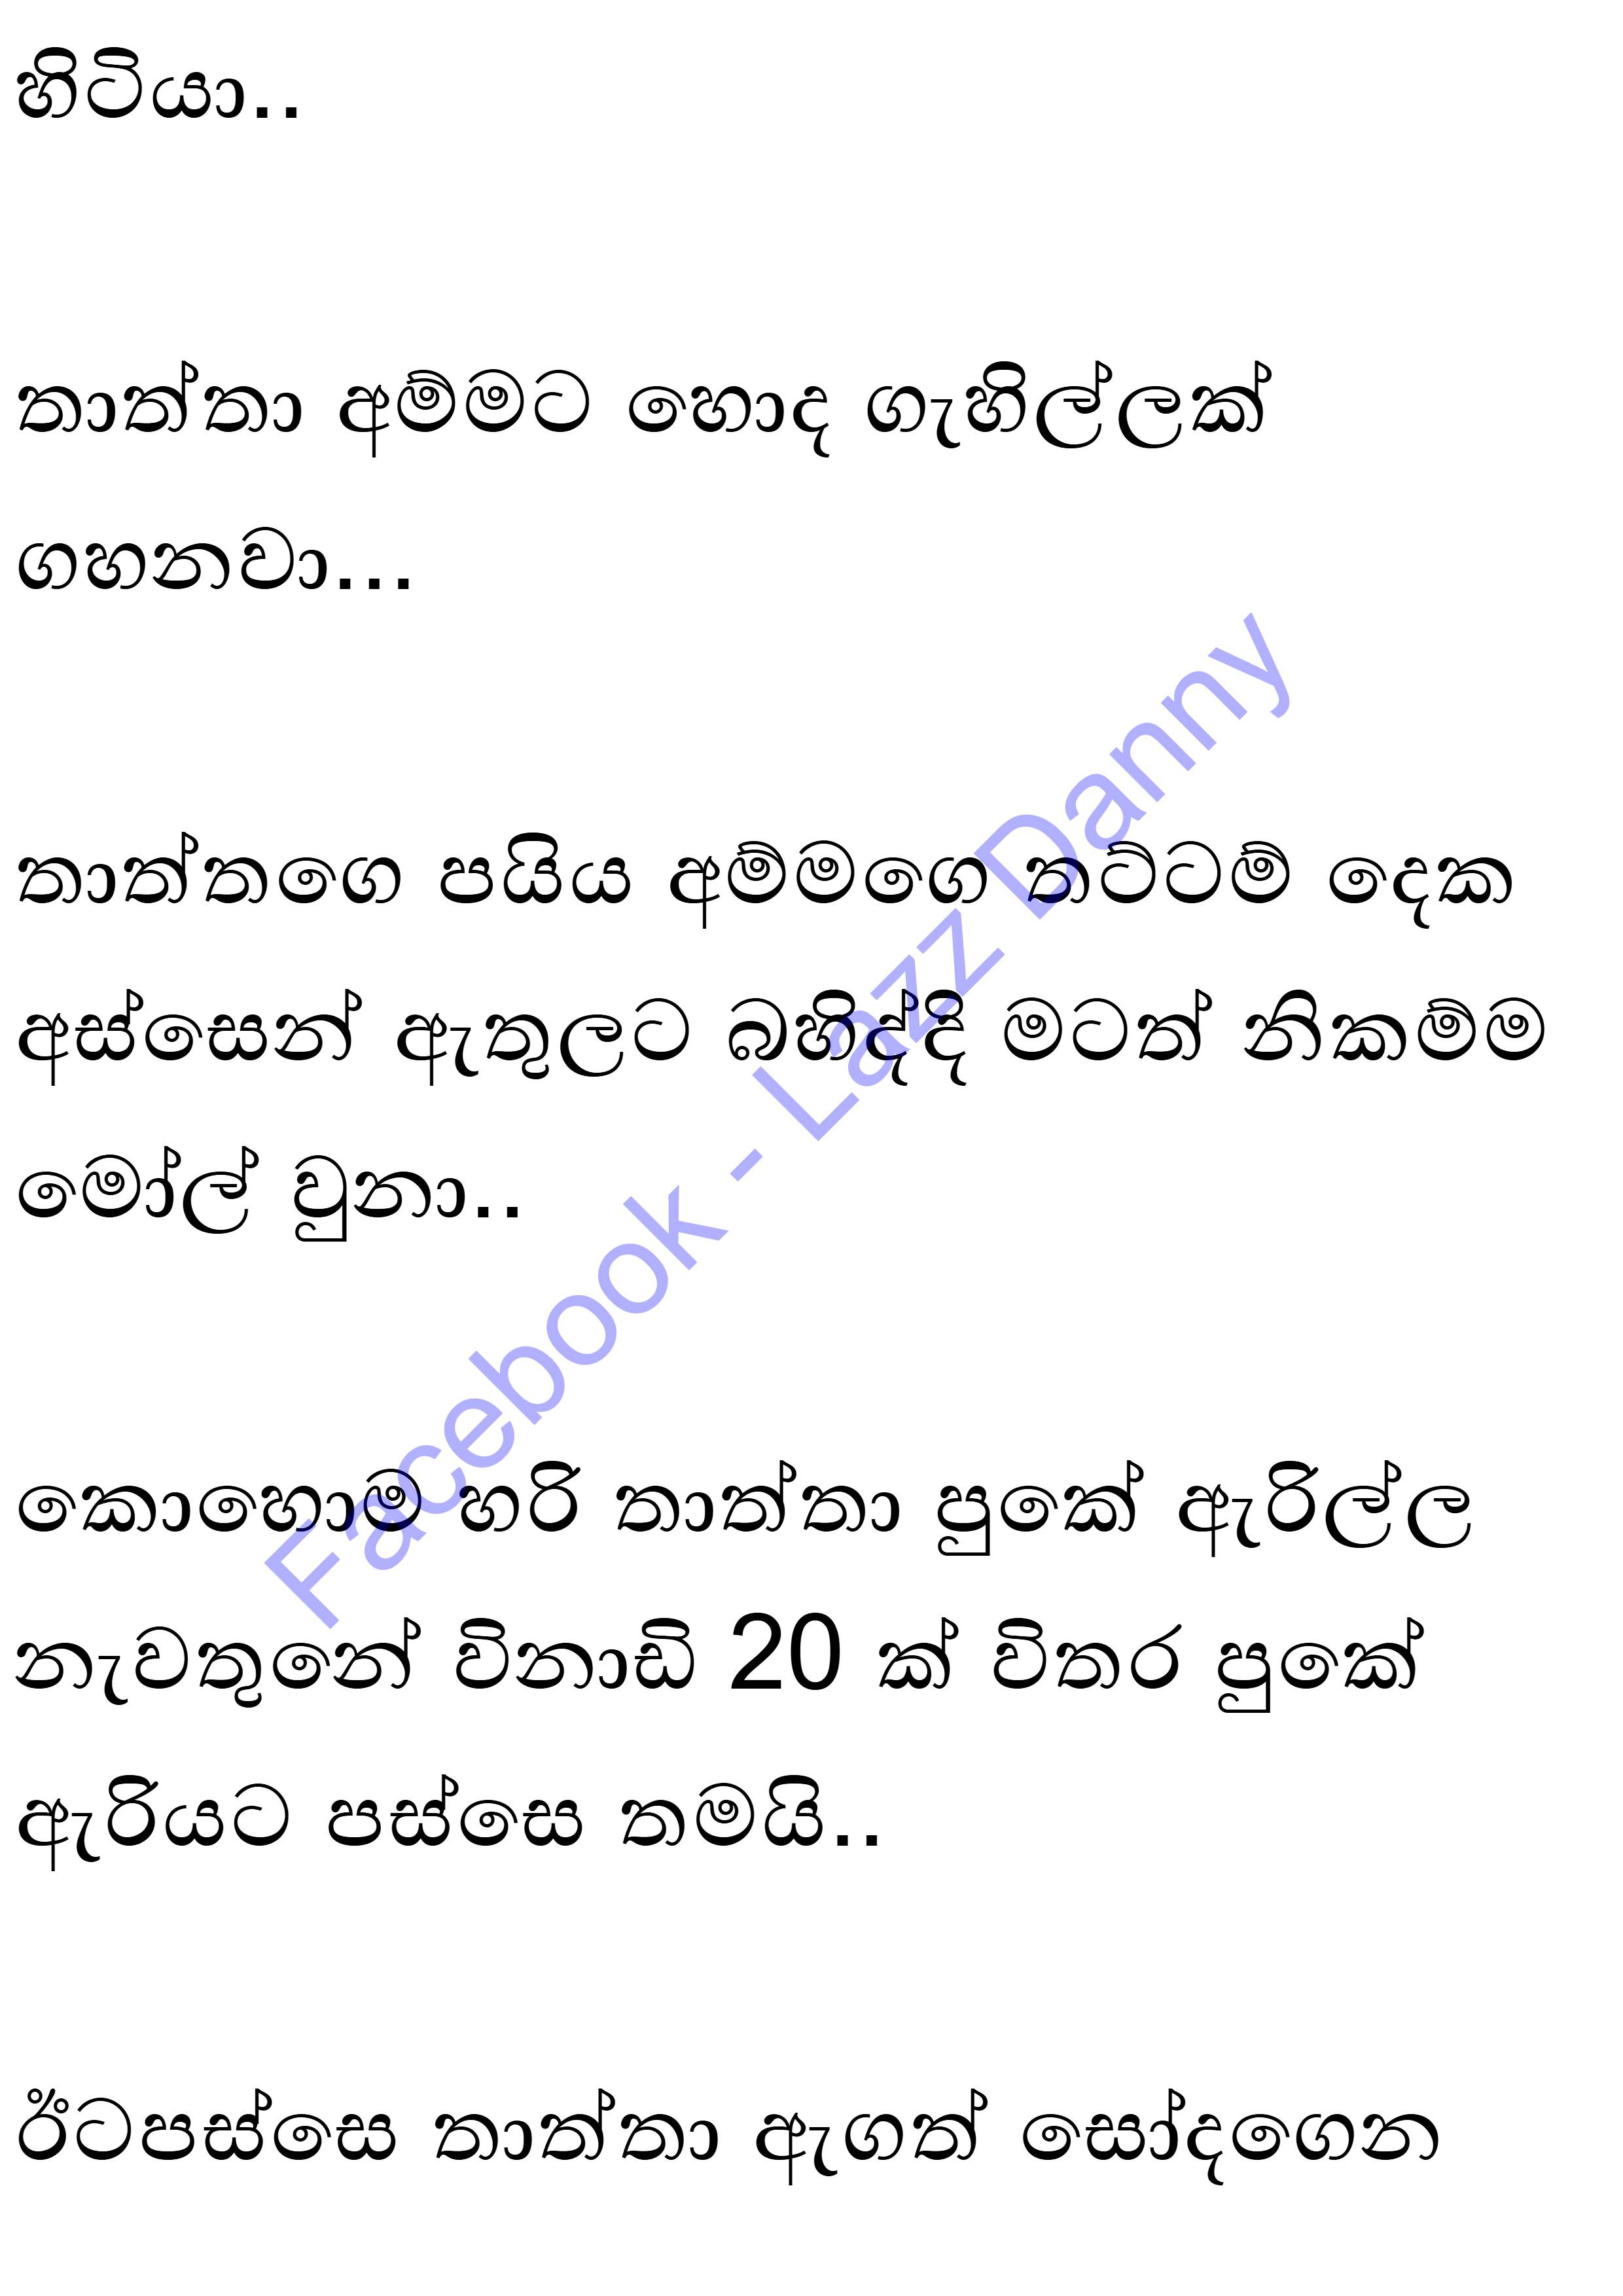 හිටියා..
තාත්තා අම්මට හොද ගැහිල්ලක්
ගහනවා...
තාත්තගෙ පයිය අම්මගෙ තට්ටම් දෙක
අස්සෙන් ඇතුලට බහිද්දි මටත් නිකම්ම
මෝල් වුනා..
කොහොම හරි තාත්තා පුකේ ඇරිල්ල
නැවතුනේ විනාඩි 20 ක් විතර පුකේ
ඇරියට පස්සෙ තමයි..
ඊටපස්සෙ තාත්තා ඇගත් සෝදගෙන
Facebook - Lazz Danny